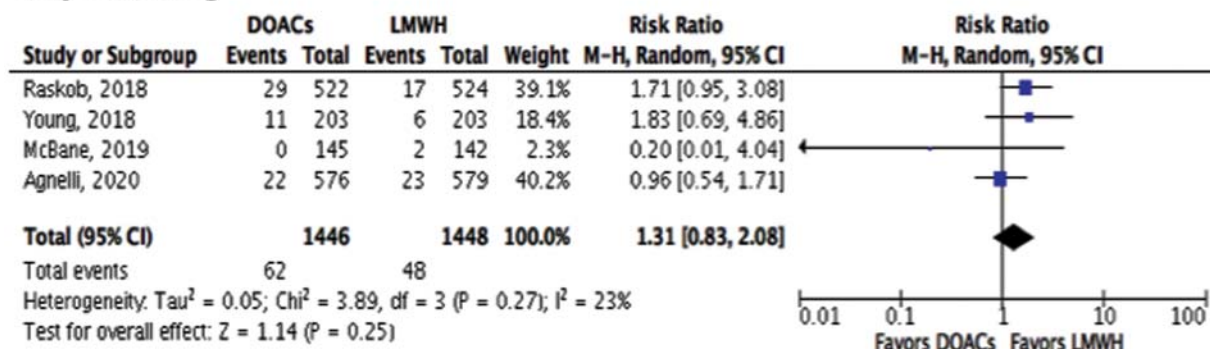 DOACs LMWH Risk Ratio Risk Ratio
Study or Subgroup Events Total Events Total Weight M-H, Random, 95% CI M-H, Random, 95% CI
Raskob, 2018 29 522 17 524 39.1% 1.71 [0.95, 3.08]
Young, 2018 11 203 6 203 18.4% 1.83 [0.69, 4.86]
McBane, 2019 0 145 2 142 2.3% 0.20 [0.01, 4.04]
Agnelli, 2020 22 576 23 579 40.2% 0.96 [0.54, 1.71]
Total (95% CI) 1446 1448 100.0% 1.31 [0.83, 2.08]
Total events 62 48
Heterogeneity: Tau² = 0.05; Chi² = 3.89, df = 3 (P = 0.27); I² = 23%
Test for overall effect: Z = 1.14 (P = 0.25)
0.01 0.1 1 10 100
Favors DOACs Favors LMWH